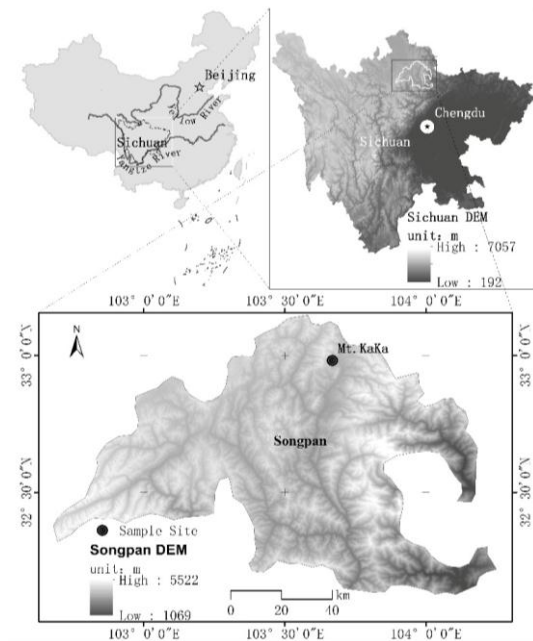 Beijing
Yellow River
Sichuan
Yangtze River
Chengdu
Sichuan
Sichuan DEM
unit: m
High : 7057
Low : 192
103° 0′0″E
103° 30′0″E
104° 0′0″E
N
33° 0′0″N
33° 0′0″N
Mt.KaKa
Songpan
32° 30′0″N
32° 30′0″N
Sample Site
Songpan DEM
unit: m
High : 5522
Low : 1069
km
0 20 40
103° 0′0″E
103° 30′0″E
104° 0′0″E